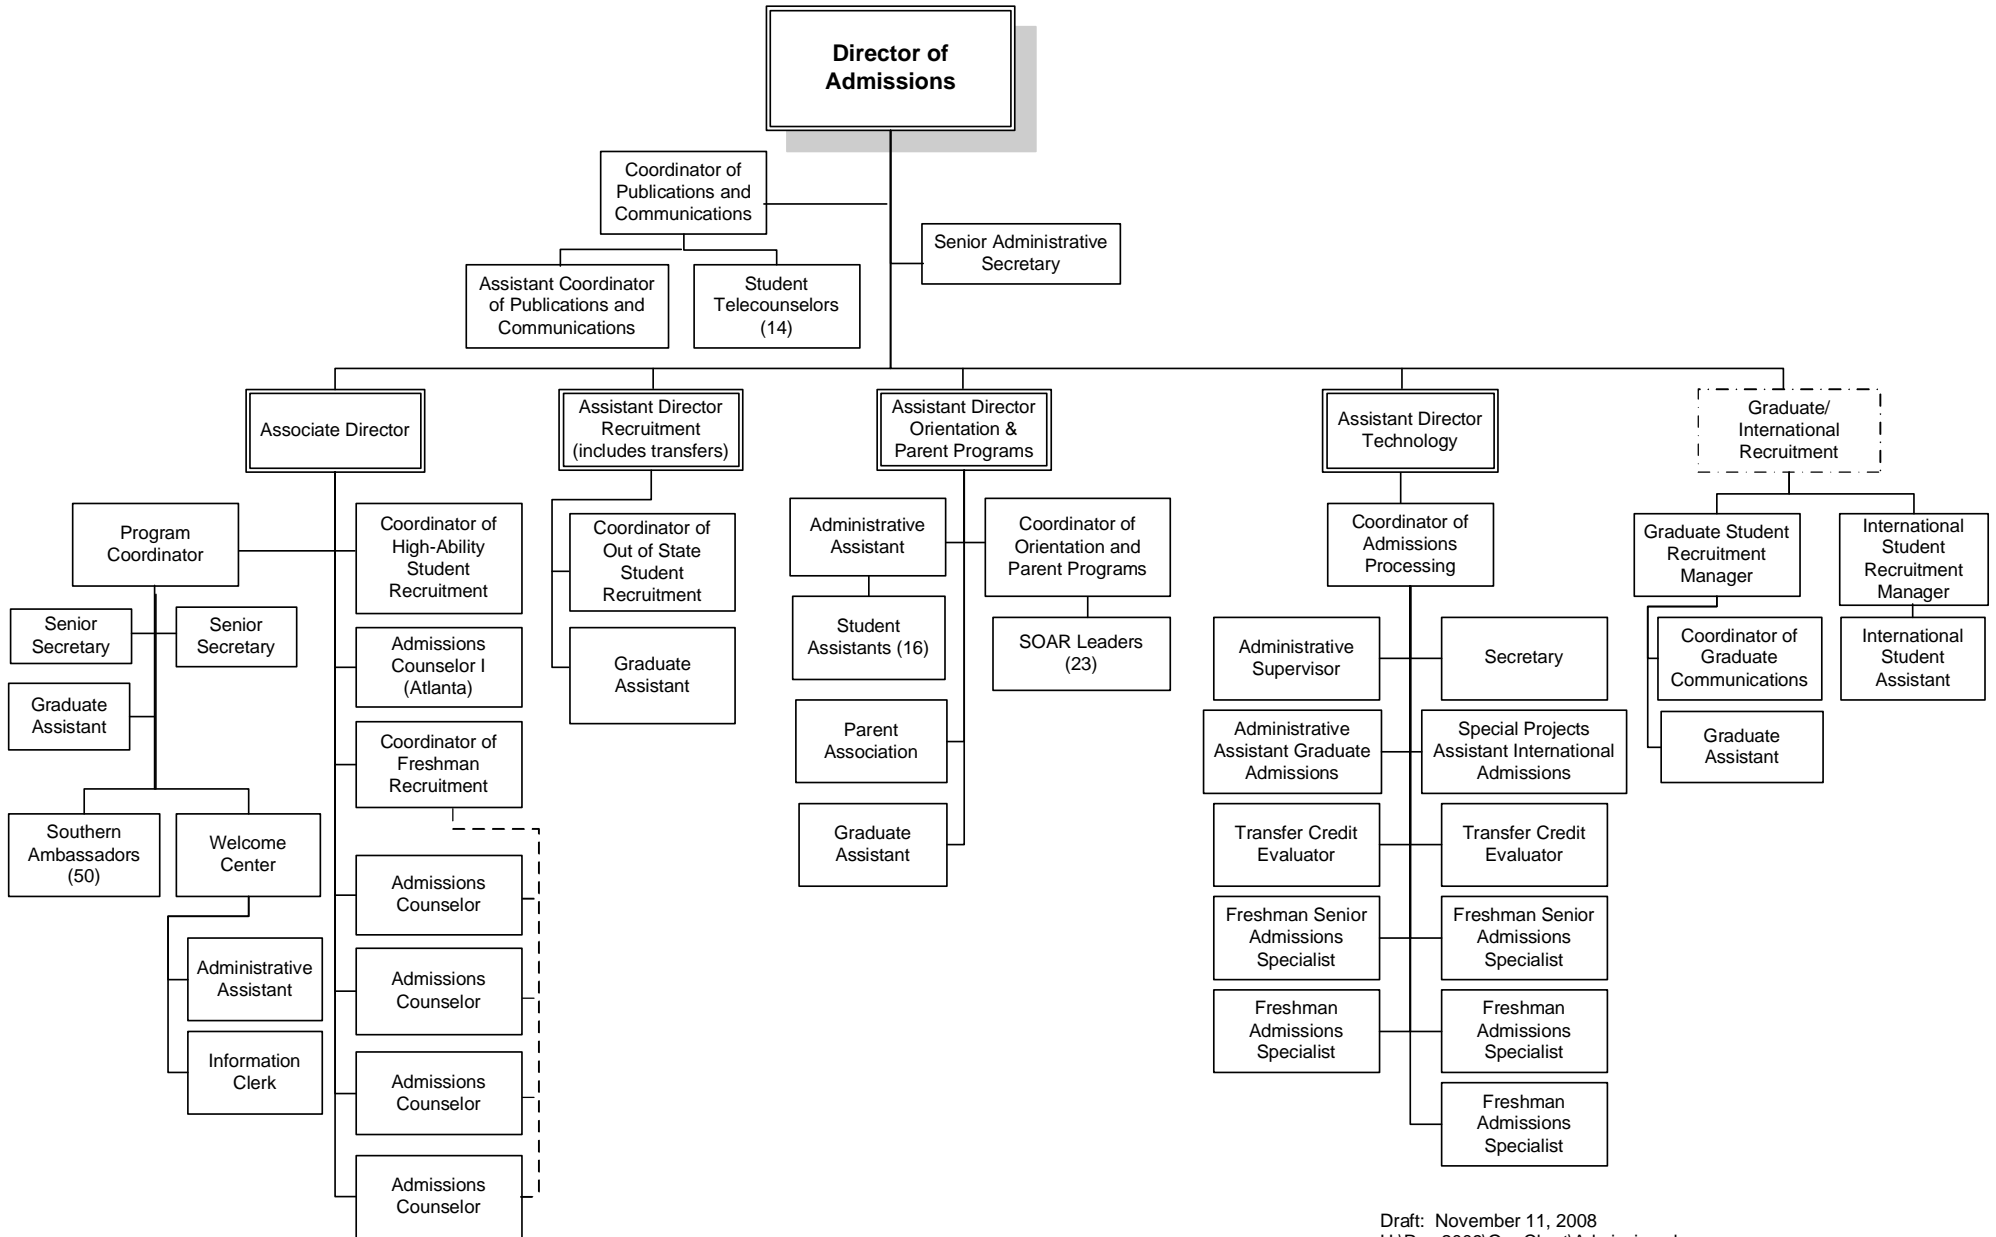 Director of
Admissions
Coordinator of
Publications and
Communications
Senior Administrative
Secretary
Assistant Coordinator
of Publications and
Communications
Student
Telecounselors
(14)
Associate Director
Assistant Director
Recruitment
(includes transfers)
Assistant Director
Orientation &
Parent Programs
Assistant Director
Technology
Graduate/
International
Recruitment
Program
Coordinator
Senior
Secretary
Senior
Secretary
Graduate
Assistant
Southern
Ambassadors
(50)
Welcome
Center
Administrative
Assistant
Information
Clerk
Coordinator of
High-Ability
Student
Recruitment
Admissions
Counselor I
(Atlanta)
Coordinator of
Freshman
Recruitment
Admissions
Counselor
Admissions
Counselor
Admissions
Counselor
Admissions
Counselor
Coordinator of
Out of State
Student
Recruitment
Graduate
Assistant
Administrative
Assistant
Student
Assistants (16)
Parent
Association
Graduate
Assistant
Coordinator of
Orientation and
Parent Programs
SOAR Leaders
(23)
Coordinator of
Admissions
Processing
Administrative
Supervisor
Secretary
Administrative
Assistant Graduate
Admissions
Special Projects
Assistant International
Admissions
Transfer Credit
Evaluator
Transfer Credit
Evaluator
Freshman Senior
Admissions
Specialist
Freshman Senior
Admissions
Specialist
Freshman
Admissions
Specialist
Freshman
Admissions
Specialist
Freshman
Admissions
Specialist
Graduate Student
Recruitment
Manager
Coordinator of
Graduate
Communications
Graduate
Assistant
International
Student
Recruitment
Manager
International
Student
Assistant
Draft: November 11, 2008